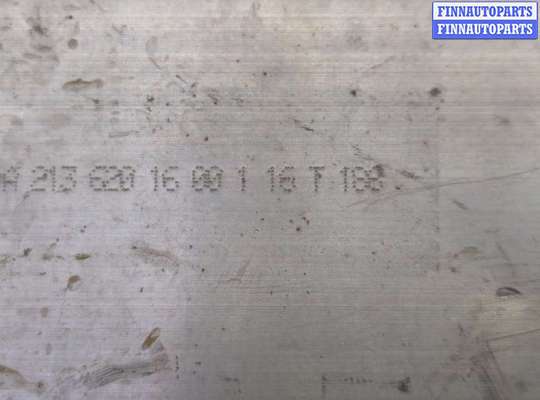 FINNAUTOPARTS
FINNAUTOPARTS
A 213 620 16 00 1 16 T 188